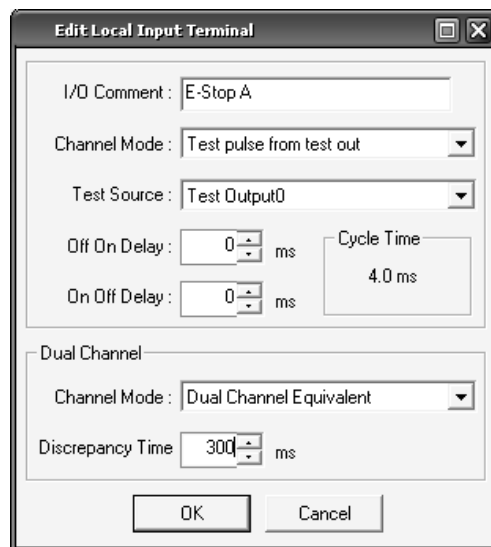 Edit Local Input Terminal
I/O Comment : E-Stop A
Channel Mode : Test pulse from test out
Test Source : Test Output0
Off On Delay : 0 ms
Cycle Time
4.0 ms
On Off Delay : 0 ms
Dual Channel
Channel Mode : Dual Channel Equivalent
Discrepancy Time 300 ms
OK Cancel